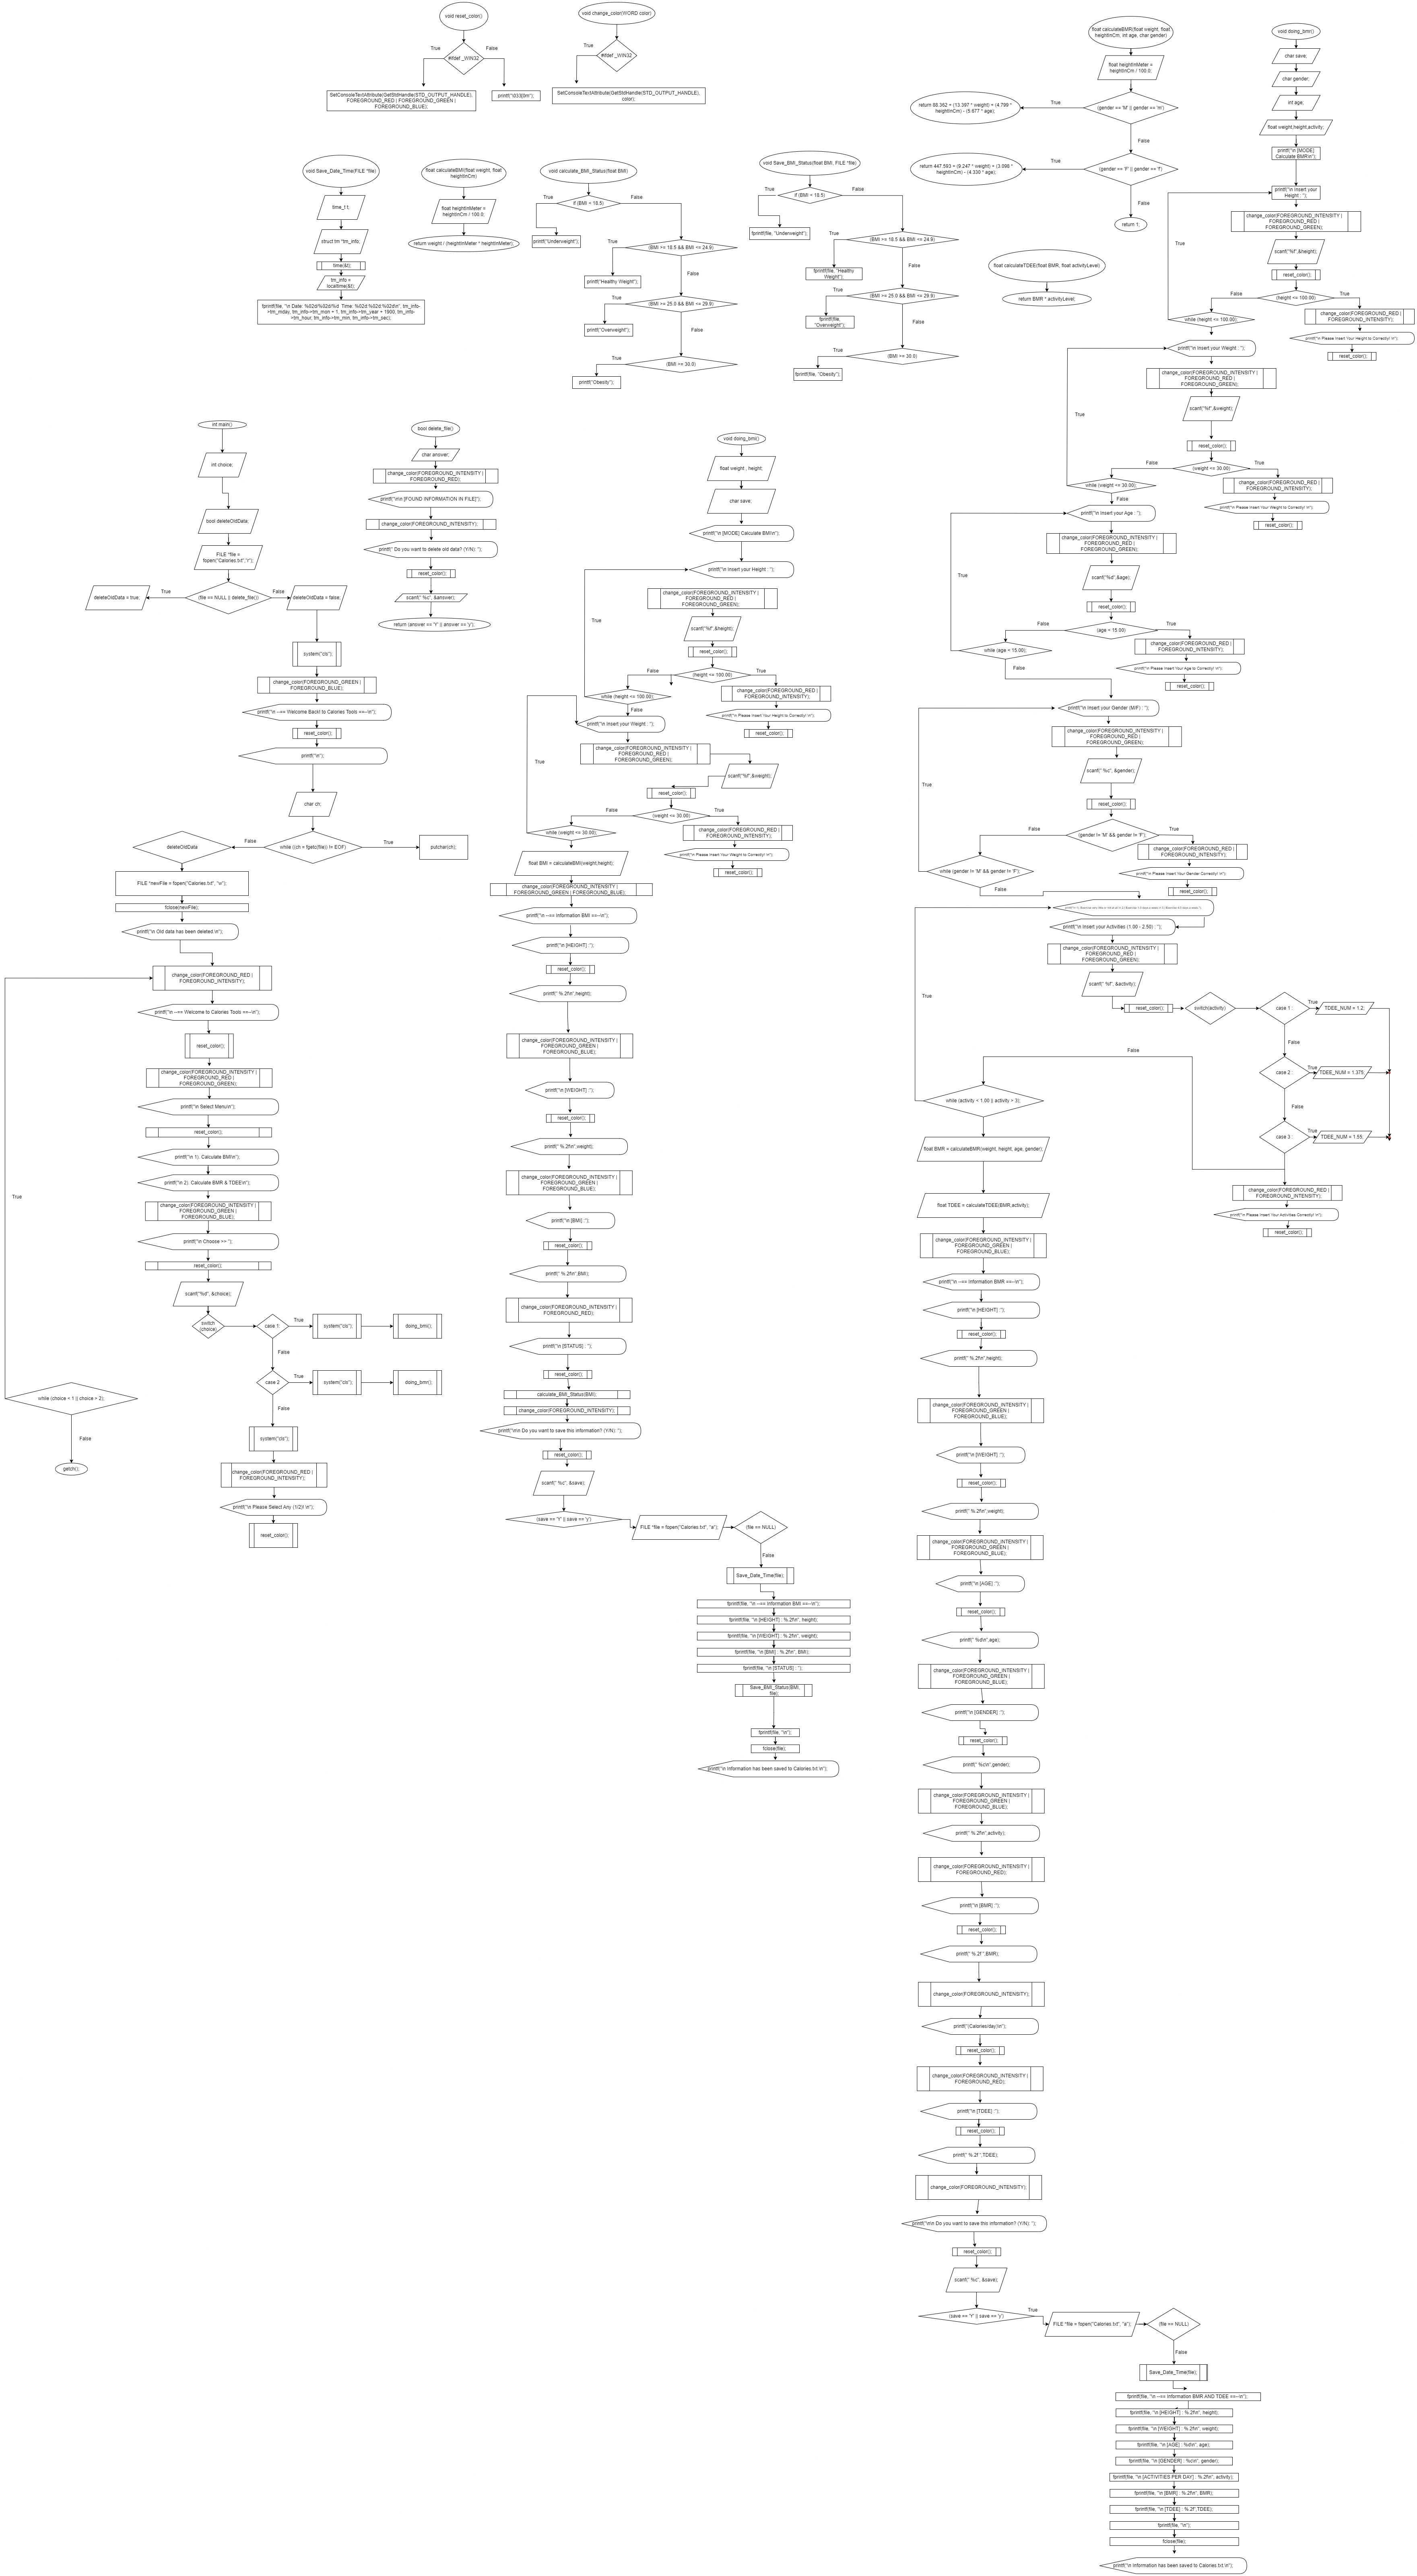 void reset_color()
True
False
#ifdef _WIN32
SetConsoleTextAttribute(GetStdHandle(STD_OUTPUT_HANDLE),
FOREGROUND_RED | FOREGROUND_GREEN |
FOREGROUND_BLUE);
printf("\033[0m");
void change_color(WORD color)
True
#ifdef _WIN32
SetConsoleTextAttribute(GetStdHandle(STD_OUTPUT_HANDLE),
color);
float calculateBMR(float weight, float
heightInCm, int age, char gender)
float heightInMeter =
heightInCm / 100.0;
True
(gender == 'M' || gender == 'm')
return 88.362 + (13.397 * weight) + (4.799 *
heightInCm) - (5.677 * age);
False
True
(gender == 'F' || gender == 'f')
return 447.593 + (9.247 * weight) + (3.098 *
heightInCm) - (4.330 * age);
False
return 1;
float calculateTDEE(float BMR, float activityLevel)
return BMR * activityLevel;
void Save_Date_Time(FILE *file)
time_t t;
struct tm *tm_info;
time(&t);
tm_info =
localtime(&t);
fprintf(file, "\n Date: %02d/%02d/%d Time: %02d:%02d:%02d\n", tm_info-
>tm_mday, tm_info->tm_mon + 1, tm_info->tm_year + 1900, tm_info-
>tm_hour, tm_info->tm_min, tm_info->tm_sec);
float calculateBMI(float weight, float
heightInCm)
float heightInMeter =
heightInCm / 100.0;
return weight / (heightInMeter * heightInMeter);
void calculate_BMI_Status(float BMI)
True
if (BMI < 18.5)
False
printf("Underweight");
True
(BMI >= 18.5 && BMI <= 24.9)
False
printf("Healthy Weight");
True
(BMI >= 25.0 && BMI <= 29.9)
printf("Overweight");
False
True
(BMI >= 30.0)
printf("Obesity");
void Save_BMI_Status(float BMI, FILE *file)
True
if (BMI < 18.5)
False
fprintf(file, "Underweight");
True
(BMI >= 18.5 && BMI <= 24.9)
False
fprintf(file, "Healthy
Weight");
True
(BMI >= 25.0 && BMI <= 29.9)
fprintf(file,
"Overweight");
False
True
(BMI >= 30.0)
fprintf(file, "Obesity");
void doing_bmr()
char save;
char gender;
int age;
float weight,height,activity;
printf("\n [MODE]
Calculate BMR\n");
printf("\n Insert your
Height : ");
change_color(FOREGROUND_INTENSITY |
FOREGROUND_RED |
FOREGROUND_GREEN);
True
scanf("%f",&height);
reset_color();
False
(height <= 100.00)
True
while (height <= 100.00);
change_color(FOREGROUND_RED |
FOREGROUND_INTENSITY);
printf("\n Please Insert Your Height to Correctly! \n");
reset_color();
printf("\n Insert your Weight : ");
change_color(FOREGROUND_INTENSITY |
FOREGROUND_RED |
FOREGROUND_GREEN);
True
scanf("%f",&weight);
reset_color();
False
(weight <= 30.00)
True
while (weight <= 30.00);
change_color(FOREGROUND_RED |
FOREGROUND_INTENSITY);
False
printf("\n Please Insert Your Weight to Correctly! \n");
reset_color();
printf("\n Insert your Age : ");
change_color(FOREGROUND_INTENSITY |
FOREGROUND_RED |
FOREGROUND_GREEN);
True
scanf("%d",&age);
reset_color();
False
(age < 15.00)
True
while (age < 15.00);
change_color(FOREGROUND_RED |
FOREGROUND_INTENSITY);
False
printf("\n Please Insert Your Age to Correctly! \n");
reset_color();
printf("\n Insert your Gender (M/F) : ");
change_color(FOREGROUND_INTENSITY |
FOREGROUND_RED |
FOREGROUND_GREEN);
True
scanf(" %c", &gender);
reset_color();
False
(gender != 'M' && gender != 'F')
True
while (gender != 'M' && gender != 'F');
change_color(FOREGROUND_RED |
FOREGROUND_INTENSITY);
printf("\n Please Insert Your Gender Correctly! \n");
False
reset_color();
printf("\n Insert your Activities (1.00 - 2.50) : ");
change_color(FOREGROUND_INTENSITY |
FOREGROUND_RED |
FOREGROUND_GREEN);
True
scanf(" %f", &activity);
reset_color();
switch(activity)
case 1
True
TDEE_NUM = 1.2;
False
case 2
True
TDEE_NUM = 1.375;
False
case 3
True
TDEE_NUM = 1.55;
change_color(FOREGROUND_RED |
FOREGROUND_INTENSITY);
printf("\n Please Insert Your Activities Correctly! \n");
reset_color();
False
while (activity < 1.00 || activity > 3);
float BMR = calculateBMR(weight, height, age, gender);
float TDEE = calculateTDEE(BMR,activity);
change_color(FOREGROUND_INTENSITY |
FOREGROUND_GREEN |
FOREGROUND_BLUE);
printf("\n --== Information BMR ==--\n");
printf("\n [HEIGHT] :");
reset_color();
printf(" %.2f\n",height);
change_color(FOREGROUND_INTENSITY |
FOREGROUND_GREEN |
FOREGROUND_BLUE);
printf("\n [WEIGHT] :");
reset_color();
printf(" %.2f\n",weight);
change_color(FOREGROUND_INTENSITY |
FOREGROUND_GREEN |
FOREGROUND_BLUE);
printf("\n [AGE] :");
reset_color();
printf(" %d\n",age);
change_color(FOREGROUND_INTENSITY |
FOREGROUND_GREEN |
FOREGROUND_BLUE);
printf("\n [GENDER] :");
reset_color();
printf(" %c\n",gender);
change_color(FOREGROUND_INTENSITY |
FOREGROUND_GREEN |
FOREGROUND_BLUE);
printf(" %.2f\n",activity);
change_color(FOREGROUND_INTENSITY |
FOREGROUND_RED);
printf("\n [BMR] :");
reset_color();
printf(" %.2f ",BMR);
change_color(FOREGROUND_INTENSITY);
printf("(Calories/day)\n");
reset_color();
change_color(FOREGROUND_INTENSITY |
FOREGROUND_RED);
printf("\n [TDEE] :");
reset_color();
printf(" %.2f ",TDEE);
change_color(FOREGROUND_INTENSITY);
printf("\n\n Do you want to save this information? (Y/N): ");
reset_color();
scanf(" %c", &save);
(save == 'Y' || save == 'y')
True
FILE *file = fopen("Calories.txt", "a");
(file == NULL)
False
Save_Date_Time(file);
fprintf(file, "\n --== Information BMR AND TDEE ==--\n");
fprintf(file, "\n [HEIGHT] : %.2f\n", height);
fprintf(file, "\n [WEIGHT] : %.2f\n", weight);
fprintf(file, "\n [AGE] : %d\n", age);
fprintf(file, "\n [GENDER] : %c\n", gender);
fprintf(file, "\n [ACTIVITIES PER DAY] : %.2f\n", activity);
fprintf(file, "\n [BMR] : %.2f\n", BMR);
fprintf(file, "\n [TDEE] : %.2f",TDEE);
fprintf(file, "\n");
fclose(file);
printf("\n Information has been saved to Calories.txt.\n");
int main()
int choice;
bool deleteOldData;
FILE *file =
fopen("Calories.txt","r");
True
(file == NULL || delete_file())
False
deleteOldData = true;
deleteOldData = false;
system("cls");
change_color(FOREGROUND_GREEN |
FOREGROUND_BLUE);
printf("\n --== Welcome Back! to Calories Tools ==--\n");
reset_color();
printf("\n");
char ch;
while ((ch = fgetc(file)) != EOF)
True
putchar(ch);
False
deleteOldData
FILE *newFile = fopen("Calories.txt", "w");
fclose(newFile);
printf("\n Old data has been deleted.\n");
change_color(FOREGROUND_RED |
FOREGROUND_INTENSITY);
printf("\n --== Welcome to Calories Tools ==--\n");
reset_color();
change_color(FOREGROUND_INTENSITY |
FOREGROUND_RED |
FOREGROUND_GREEN);
printf("\n Select Menu\n");
reset_color();
printf("\n 1). Calculate BMI\n");
printf("\n 2). Calculate BMR & TDEE\n");
True
change_color(FOREGROUND_INTENSITY |
FOREGROUND_GREEN |
FOREGROUND_BLUE);
printf("\n Choose >> ");
reset_color();
scanf("%d", &choice);
switch
(choice)
case 1:
True
system("cls");
doing_bmi();
False
case 2
True
system("cls");
doing_bmr();
False
while (choice < 1 || choice > 2);
system("cls");
False
change_color(FOREGROUND_RED |
FOREGROUND_INTENSITY);
getch();
printf("\n Please Select Any (1/2)! \n");
reset_color();
bool delete_file()
char answer;
change_color(FOREGROUND_INTENSITY |
FOREGROUND_RED);
printf("\n\n [FOUND INFORMATION IN FILE]");
change_color(FOREGROUND_INTENSITY);
printf(" Do you want to delete old data? (Y/N): ");
reset_color();
scanf(" %c", &answer);
return (answer == 'Y' || answer == 'y');
void doing_bmi()
float weight , height;
char save;
printf("\n [MODE] Calculate BMI\n");
printf("\n Insert your Height : ");
change_color(FOREGROUND_INTENSITY |
FOREGROUND_RED |
FOREGROUND_GREEN);
True
scanf("%f",&height);
reset_color();
False
(height <= 100.00)
True
while (height <= 100.00);
change_color(FOREGROUND_RED |
FOREGROUND_INTENSITY);
False
printf("\n Please Insert Your Height to Correctly! \n");
printf("\n Insert your Weight : ");
reset_color();
change_color(FOREGROUND_INTENSITY |
FOREGROUND_RED |
FOREGROUND_GREEN);
True
scanf("%f",&weight);
reset_color();
False
(weight <= 30.00)
True
while (weight <= 30.00);
change_color(FOREGROUND_RED |
FOREGROUND_INTENSITY);
printf("\n Please Insert Your Weight to Correctly! \n");
reset_color();
float BMI = calculateBMI(weight,height);
change_color(FOREGROUND_INTENSITY |
FOREGROUND_GREEN | FOREGROUND_BLUE);
printf("\n --== Information BMI ==--\n");
printf("\n [HEIGHT] :");
reset_color();
printf(" %.2f\n",height);
change_color(FOREGROUND_INTENSITY |
FOREGROUND_GREEN |
FOREGROUND_BLUE);
printf("\n [WEIGHT] :");
reset_color();
printf(" %.2f\n",weight);
change_color(FOREGROUND_INTENSITY |
FOREGROUND_GREEN |
FOREGROUND_BLUE);
printf("\n [BMI] :");
reset_color();
printf(" %.2f\n",BMI);
change_color(FOREGROUND_INTENSITY |
FOREGROUND_RED);
printf("\n [STATUS] : ");
reset_color();
calculate_BMI_Status(BMI);
change_color(FOREGROUND_INTENSITY);
printf("\n\n Do you want to save this information? (Y/N): ");
reset_color();
scanf(" %c", &save);
(save == 'Y' || save == 'y')
FILE *file = fopen("Calories.txt", "a");
(file == NULL)
False
Save_Date_Time(file);
fprintf(file, "\n --== Information BMI ==--\n");
fprintf(file, "\n [HEIGHT] : %.2f\n", height);
fprintf(file, "\n [WEIGHT] : %.2f\n", weight);
fprintf(file, "\n [BMI] : %.2f\n", BMI);
fprintf(file, "\n [STATUS] : ");
Save_BMI_Status(BMI,
file);
fprintf(file, "\n");
fclose(file);
printf("\n Information has been saved to Calories.txt.\n");